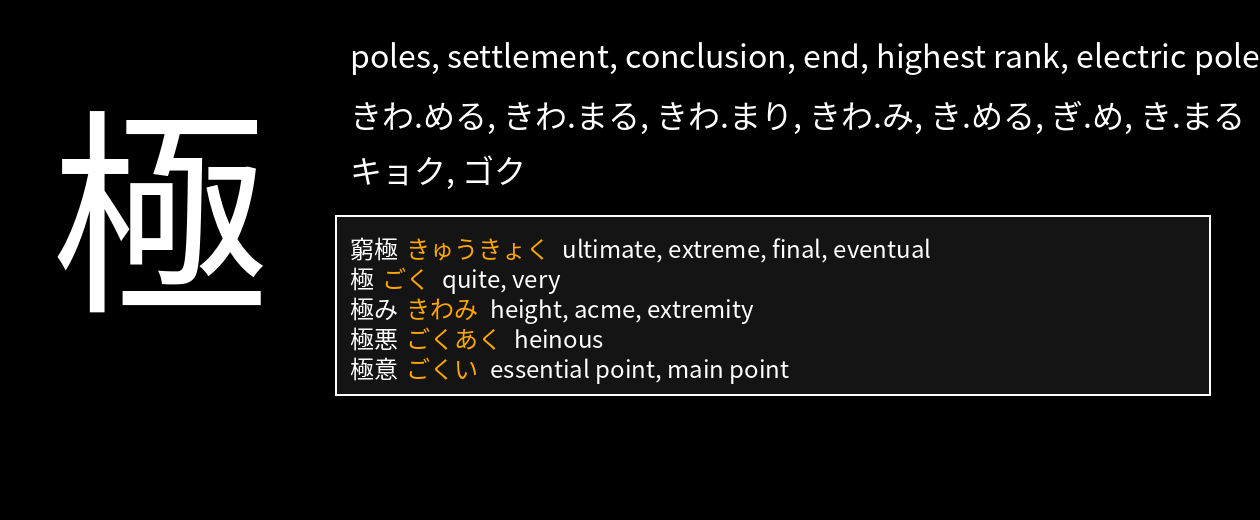 極
poles, settlement, conclusion, end, highest rank, electric pole
きわ.める, きわ.まる, きわ.まり, きわ.み, き.める, ぎ.め, き.まる
キョク, ゴク
窮極 きゅうきょく ultimate, extreme, final, eventual
極 ごく quite, very
極み きわみ height, acme, extremity
極悪 ごくあく heinous
極意 ごくい essential point, main point